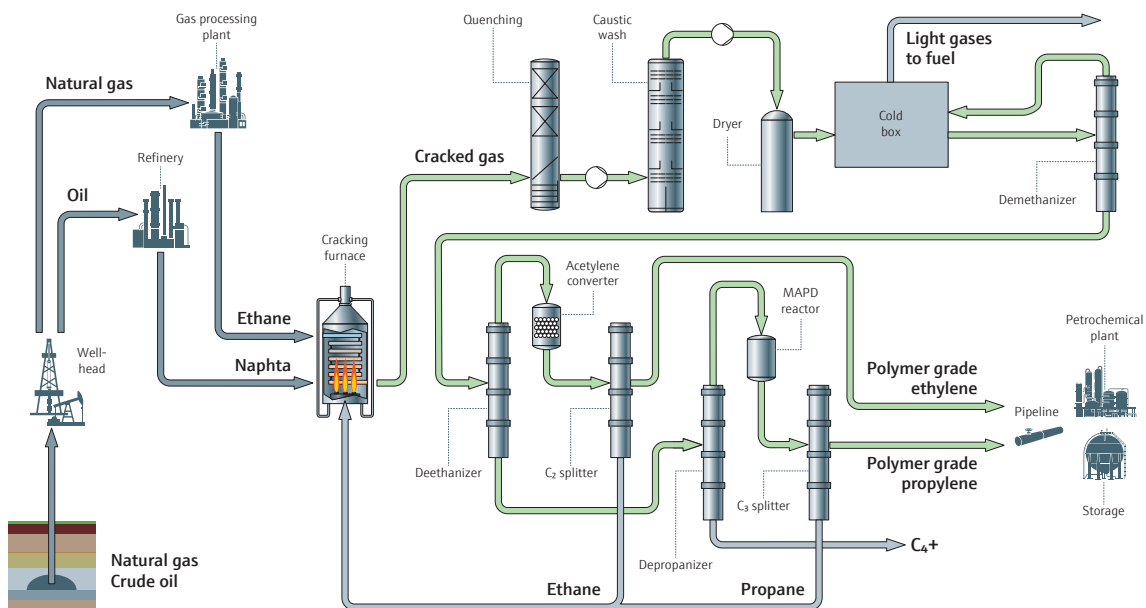 Gas processing
plant
Natural gas
Refinery
Oil
Well-
head
Natural gas
Crude oil
Ethane
Naphta
Cracking
furnace
Cracked gas
Quenching
Caustic
wash
Dryer
Cold
box
Light gases
to fuel
Demethanizer
Deethanizer
Acetylene
converter
C₂ splitter
Depropanizer
MAPD
reactor
C₃ splitter
Polymer grade
ethylene
Polymer grade
propylene
Petrochemical
plant
Pipeline
Storage
C₄+
Ethane
Propane